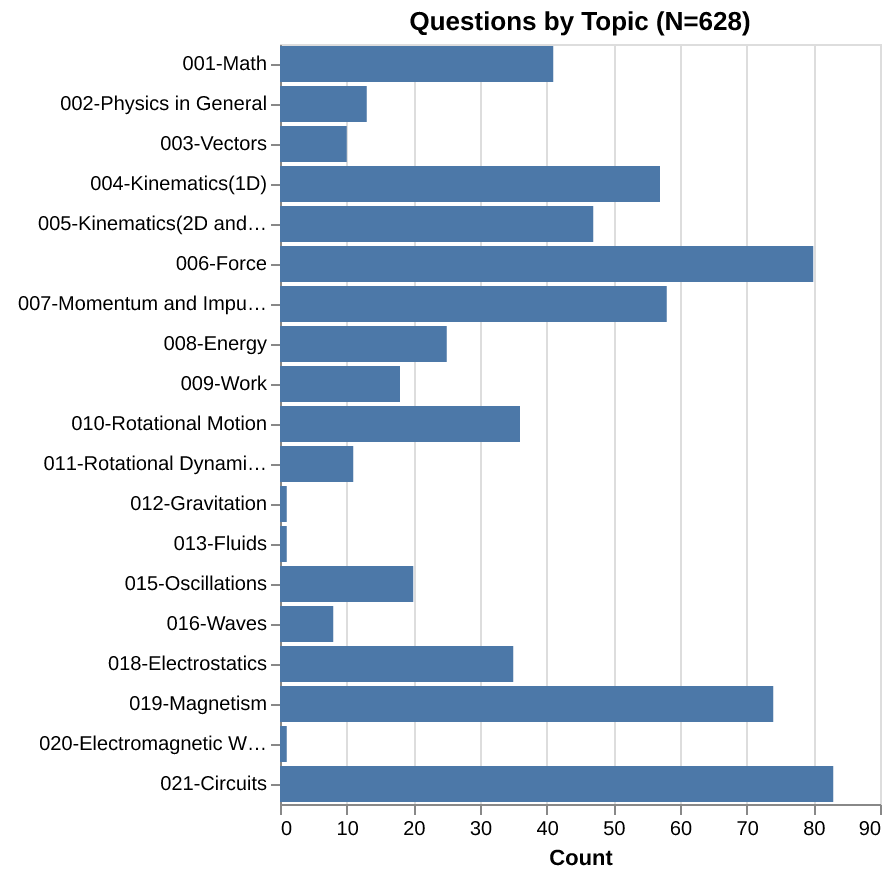 Questions by Topic (N=628)
001-Math
002-Physics in General
003-Vectors
004-Kinematics(1D)
005-Kinematics(2D and…
006-Force
007-Momentum and Impu…
008-Energy
009-Work
010-Rotational Motion
011-Rotational Dynami…
012-Gravitation
013-Fluids
015-Oscillations
016-Waves
018-Electrostatics
019-Magnetism
020-Electromagnetic W…
021-Circuits
0 10 20 30 40 50 60 70 80 90
Count